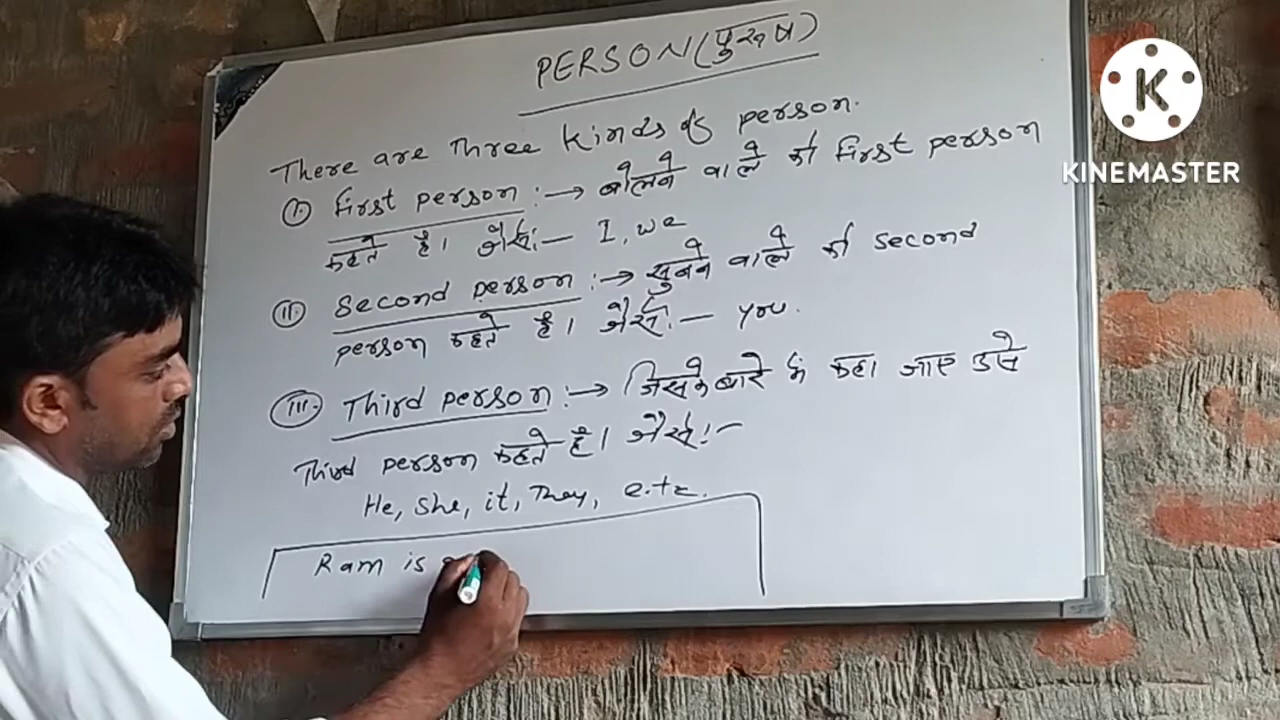 PERSON (पुरुष)
There are Three Kinds of person.
I. First person :→ बोलने वाले को First person
कहते है। जैसे:— I, we
II. Second person :→ सुनने वाले को second
person कहते है। जैसे:— you.
III. Third person :→ जिसके बारे में कहा जाए उसे
Third person कहते है। जैसे:—
He, she, it, They, e.tc.
Ram is
K
KINEMASTER